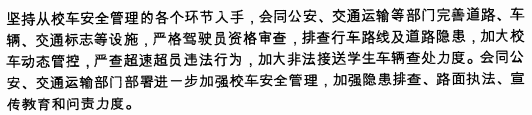 坚持从校车安全管理的各个环节入手，会同公安、交通运输等部门完善道路、车
辆、交通标志等设施，严格驾驶员资格审查，排查行车路线及道路隐患，加大校
车动态管控，严查超速超员违法行为，加大非法接送学生车辆查处力度。会同公
安、交通运输部门部署进一步加强校车安全管理，加强隐患排查、路面执法、宣
传教育和问责力度。